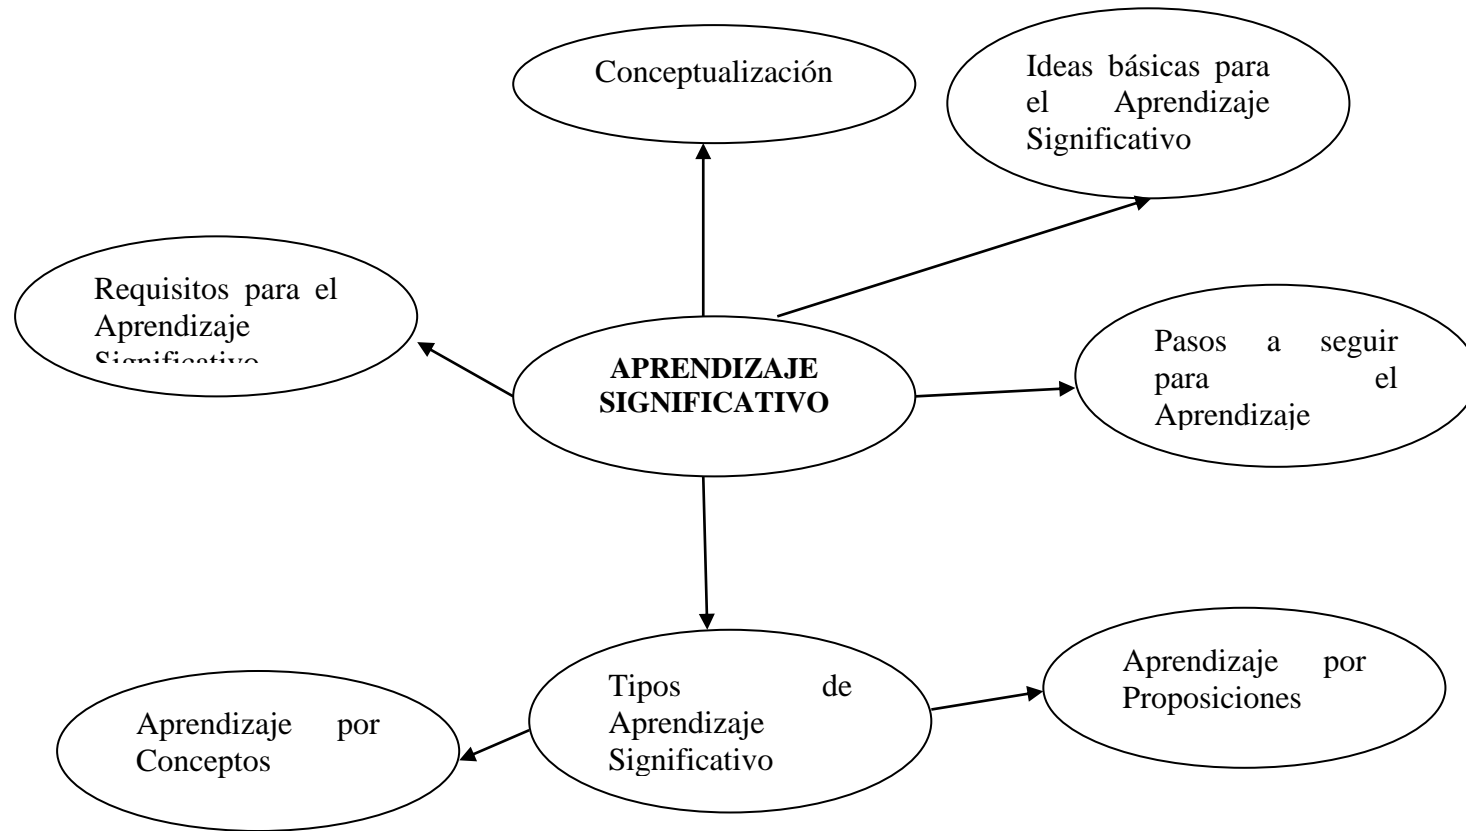 Conceptualización
Ideas básicas para
el Aprendizaje
Significativo
Requisitos para el
Aprendizaje
Significativo
APRENDIZAJE
SIGNIFICATIVO
Pasos a seguir
para el
Aprendizaje
Tipos de
Aprendizaje
Significativo
Aprendizaje por
Proposiciones
Aprendizaje por
Conceptos